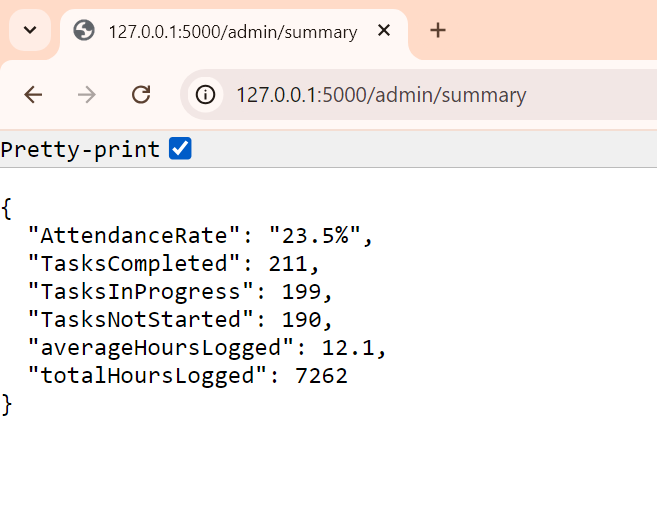 127.0.0.1:5000/admin/summary
127.0.0.1:5000/admin/summary
Pretty-print
{
  "AttendanceRate": "23.5%",
  "TasksCompleted": 211,
  "TasksInProgress": 199,
  "TasksNotStarted": 190,
  "averageHoursLogged": 12.1,
  "totalHoursLogged": 7262
}